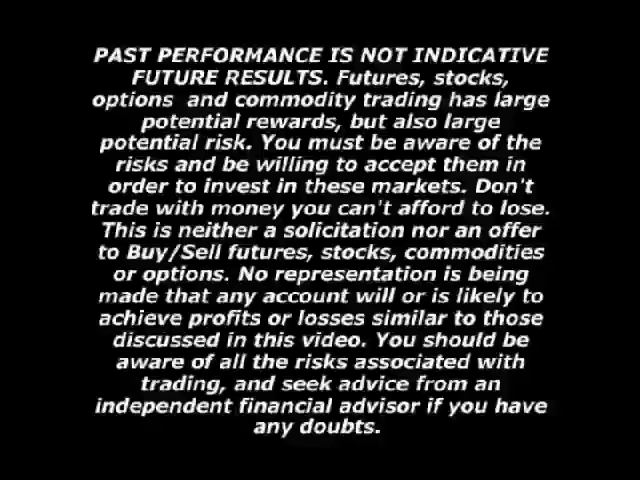 PAST PERFORMANCE IS NOT INDICATIVE
FUTURE RESULTS. Futures, stocks,
options and commodity trading has large
potential rewards, but also large
potential risk. You must be aware of the
risks and be willing to accept them in
order to invest in these markets. Don't
trade with money you can't afford to lose.
This is neither a solicitation nor an offer
to Buy/Sell futures, stocks, commodities
or options. No representation is being
made that any account will or is likely to
achieve profits or losses similar to those
discussed in this video. You should be
aware of all the risks associated with
trading, and seek advice from an
independent financial advisor if you have
any doubts.